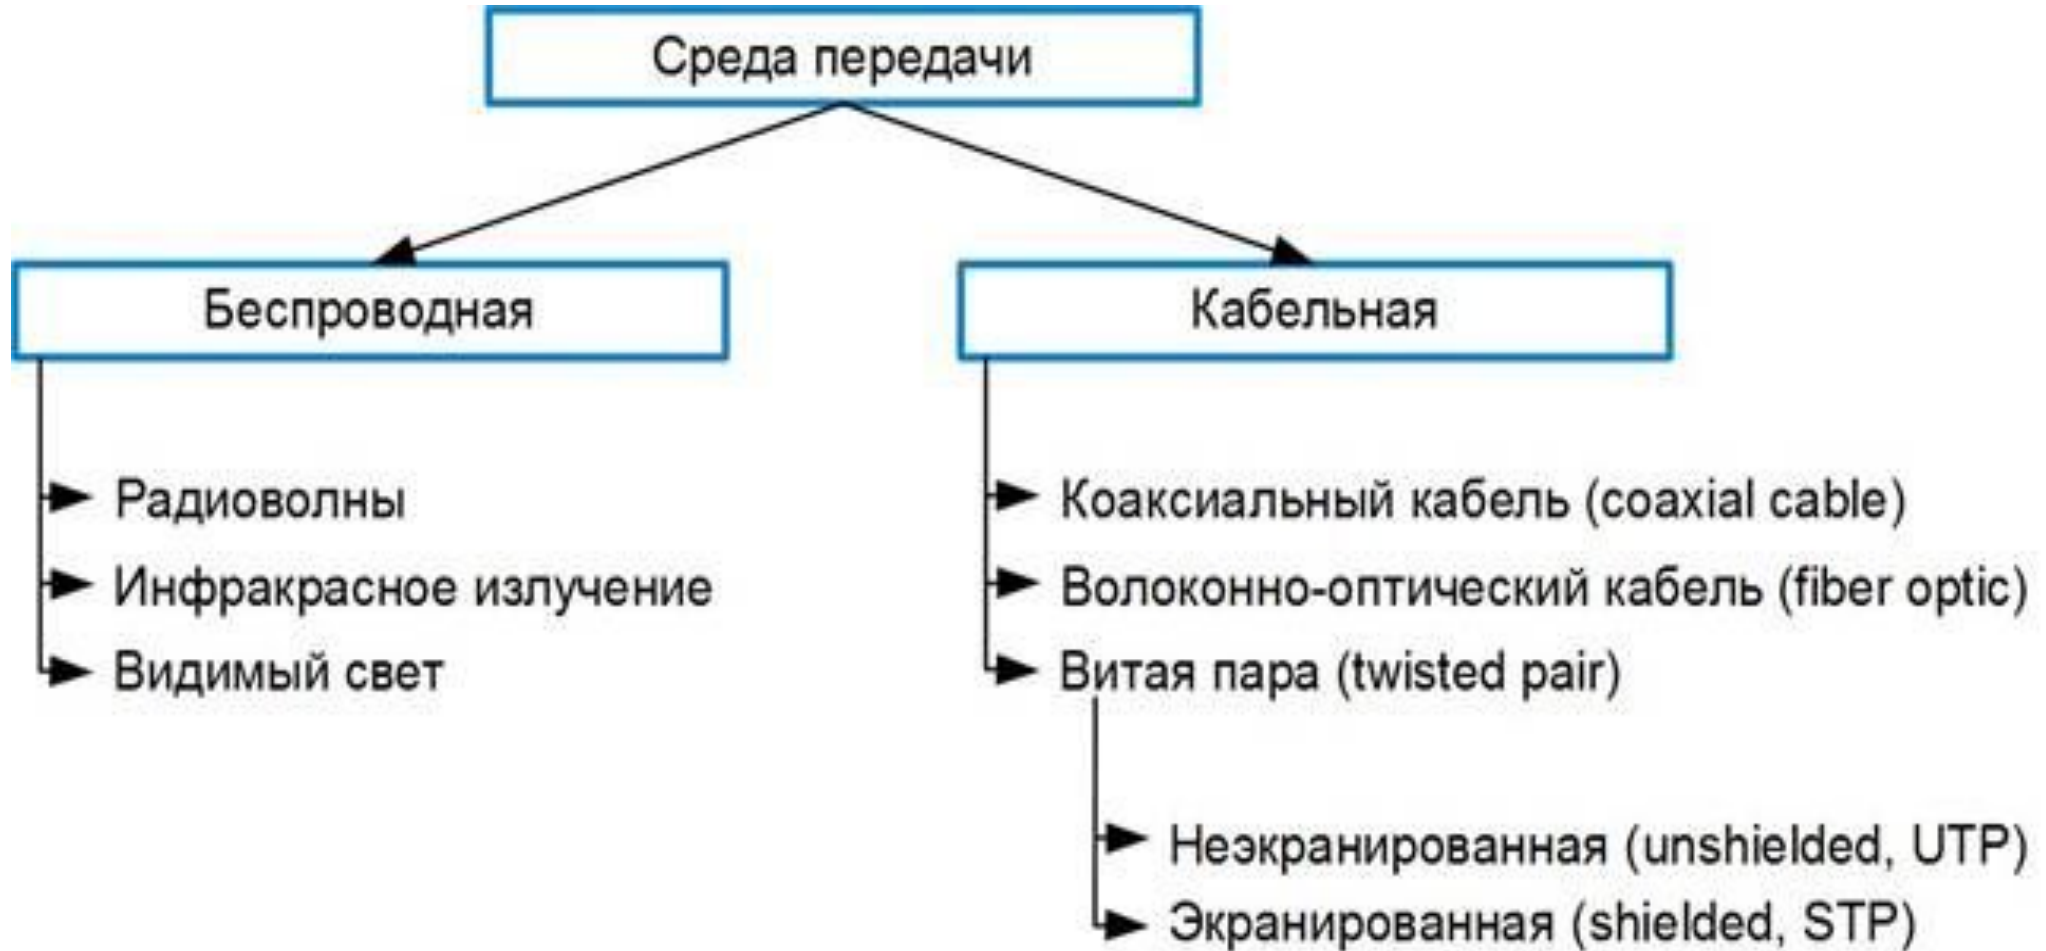 Среда передачи
Беспроводная
Кабельная
Радиоволны
Инфракрасное излучение
Видимый свет
Коаксиальный кабель (coaxial cable)
Волоконно-оптический кабель (fiber optic)
Витая пара (twisted pair)
Неэкранированная (unshielded, UTP)
Экранированная (shielded, STP)